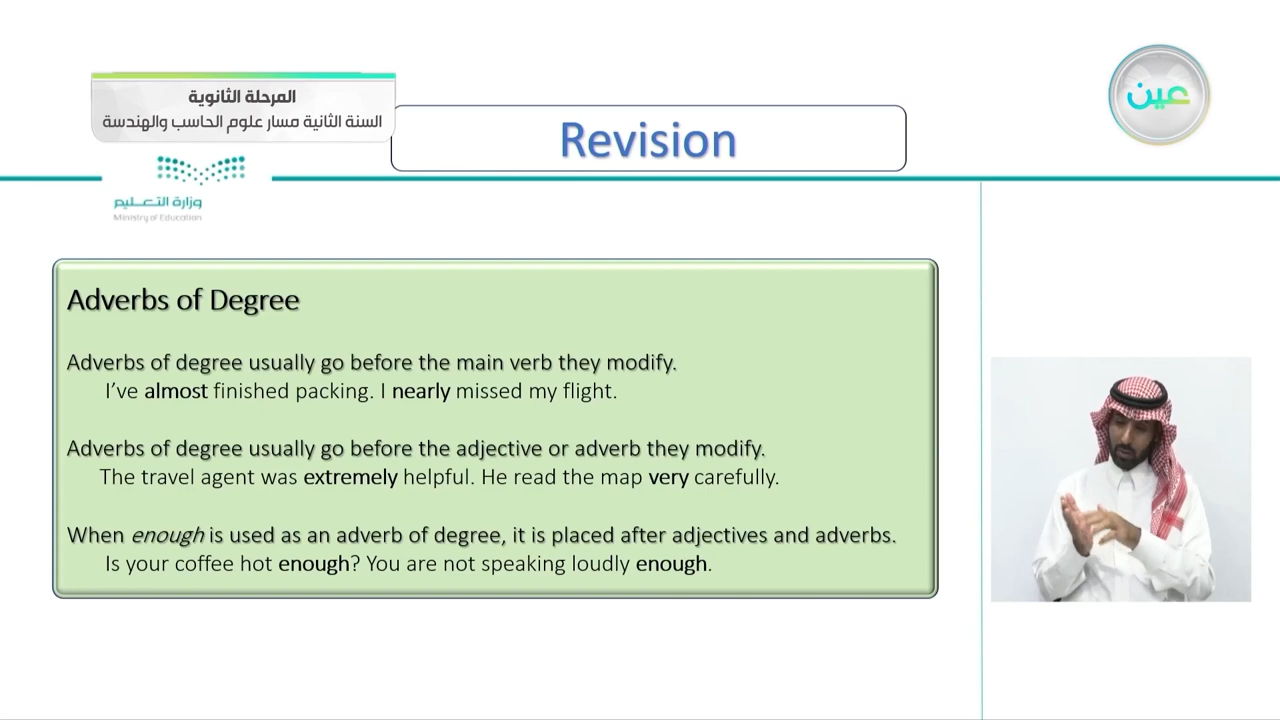 المرحلة الثانوية
السنة الثانية مسار علوم الحاسب والهندسة
عين
Revision
وزارة التعليم
Ministry of Education
Adverbs of Degree
Adverbs of degree usually go before the main verb they modify.
I’ve almost finished packing. I nearly missed my flight.
Adverbs of degree usually go before the adjective or adverb they modify.
The travel agent was extremely helpful. He read the map very carefully.
When enough is used as an adverb of degree, it is placed after adjectives and adverbs.
Is your coffee hot enough? You are not speaking loudly enough.